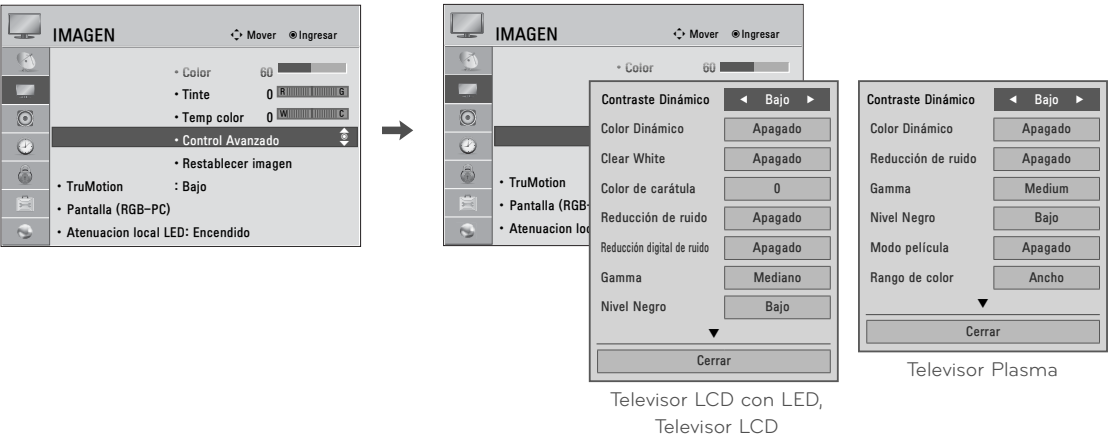 IMAGEN
Mover Ingresar
• Color 60
• Tinte 0 R G
• Temp color 0 W C
• Control Avanzado
• Restablecer imagen
• TruMotion : Bajo
• Pantalla (RGB-PC)
• Atenuacion local LED: Encendido
IMAGEN
Mover Ingresar
• Color 60
• TruMotion
• Pantalla (RGB-
• Atenuacion loc
Contraste Dinámico ◄ Bajo ►
Color Dinámico Apagado
Clear White Apagado
Color de carátula 0
Reducción de ruido Apagado
Reducción digital de ruido Apagado
Gamma Mediano
Nivel Negro Bajo
▼
Cerrar
Televisor LCD con LED,
Televisor LCD
Contraste Dinámico ◄ Bajo ►
Color Dinámico Apagado
Reducción de ruido Apagado
Gamma Medium
Nivel Negro Bajo
Modo película Apagado
Rango de color Ancho
▼
Cerrar
Televisor Plasma